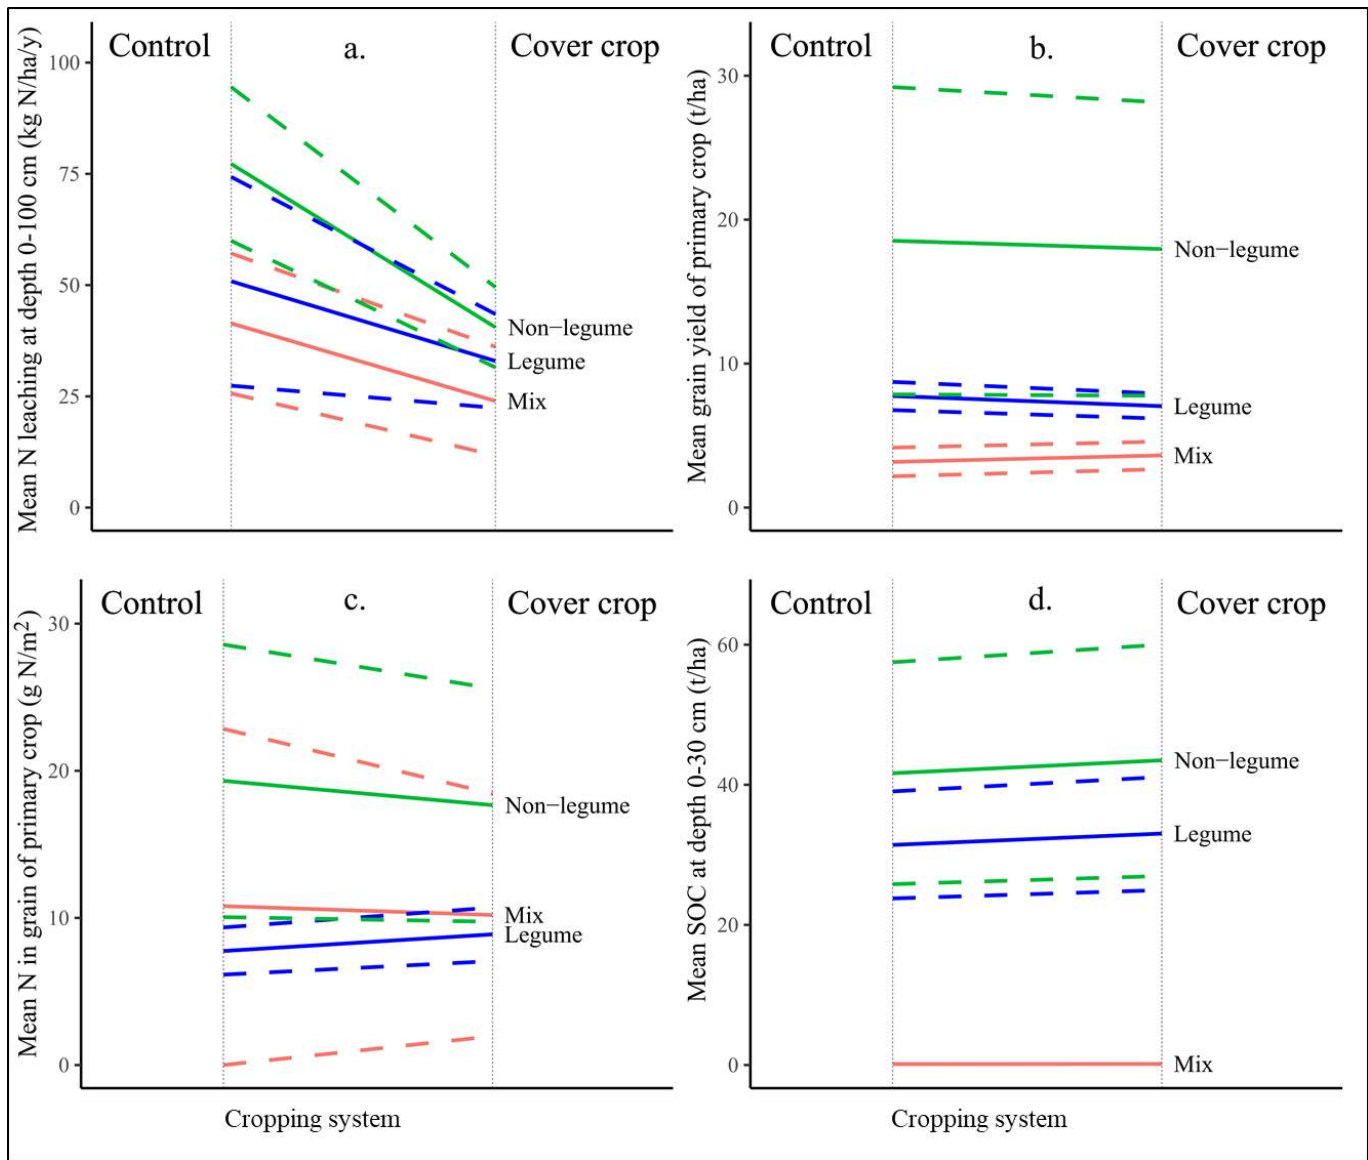 Mean N leaching at depth 0-100 cm (kg N/ha/y)
100
75
50
25
0
Control
a.
Cover crop
Non−legume
Legume
Mix
Mean grain yield of primary crop (t/ha)
30
20
10
0
Control
b.
Cover crop
Non−legume
Legume
Mix
Mean N in grain of primary crop (g N/m²)
30
20
10
0
Control
c.
Cover crop
Non−legume
Mix
Legume
Cropping system
Mean SOC at depth 0-30 cm (t/ha)
60
40
20
0
Control
d.
Cover crop
Non−legume
Legume
Mix
Cropping system